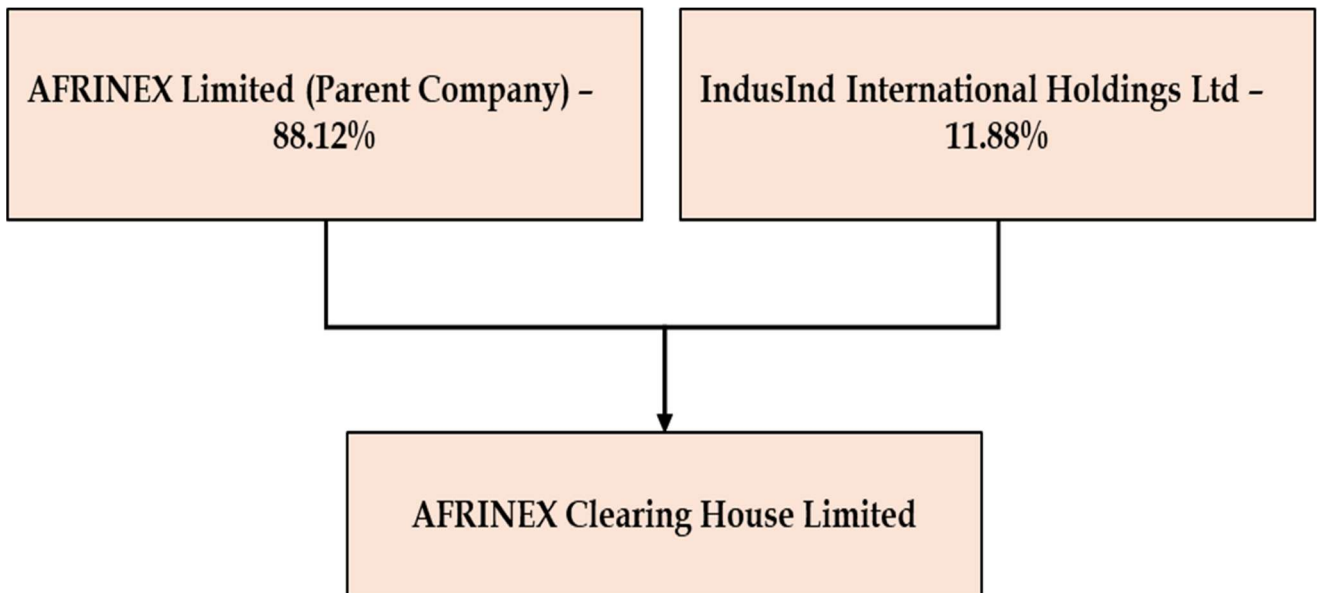 AFRINEX Limited (Parent Company) –
88.12%
IndusInd International Holdings Ltd –
11.88%
AFRINEX Clearing House Limited